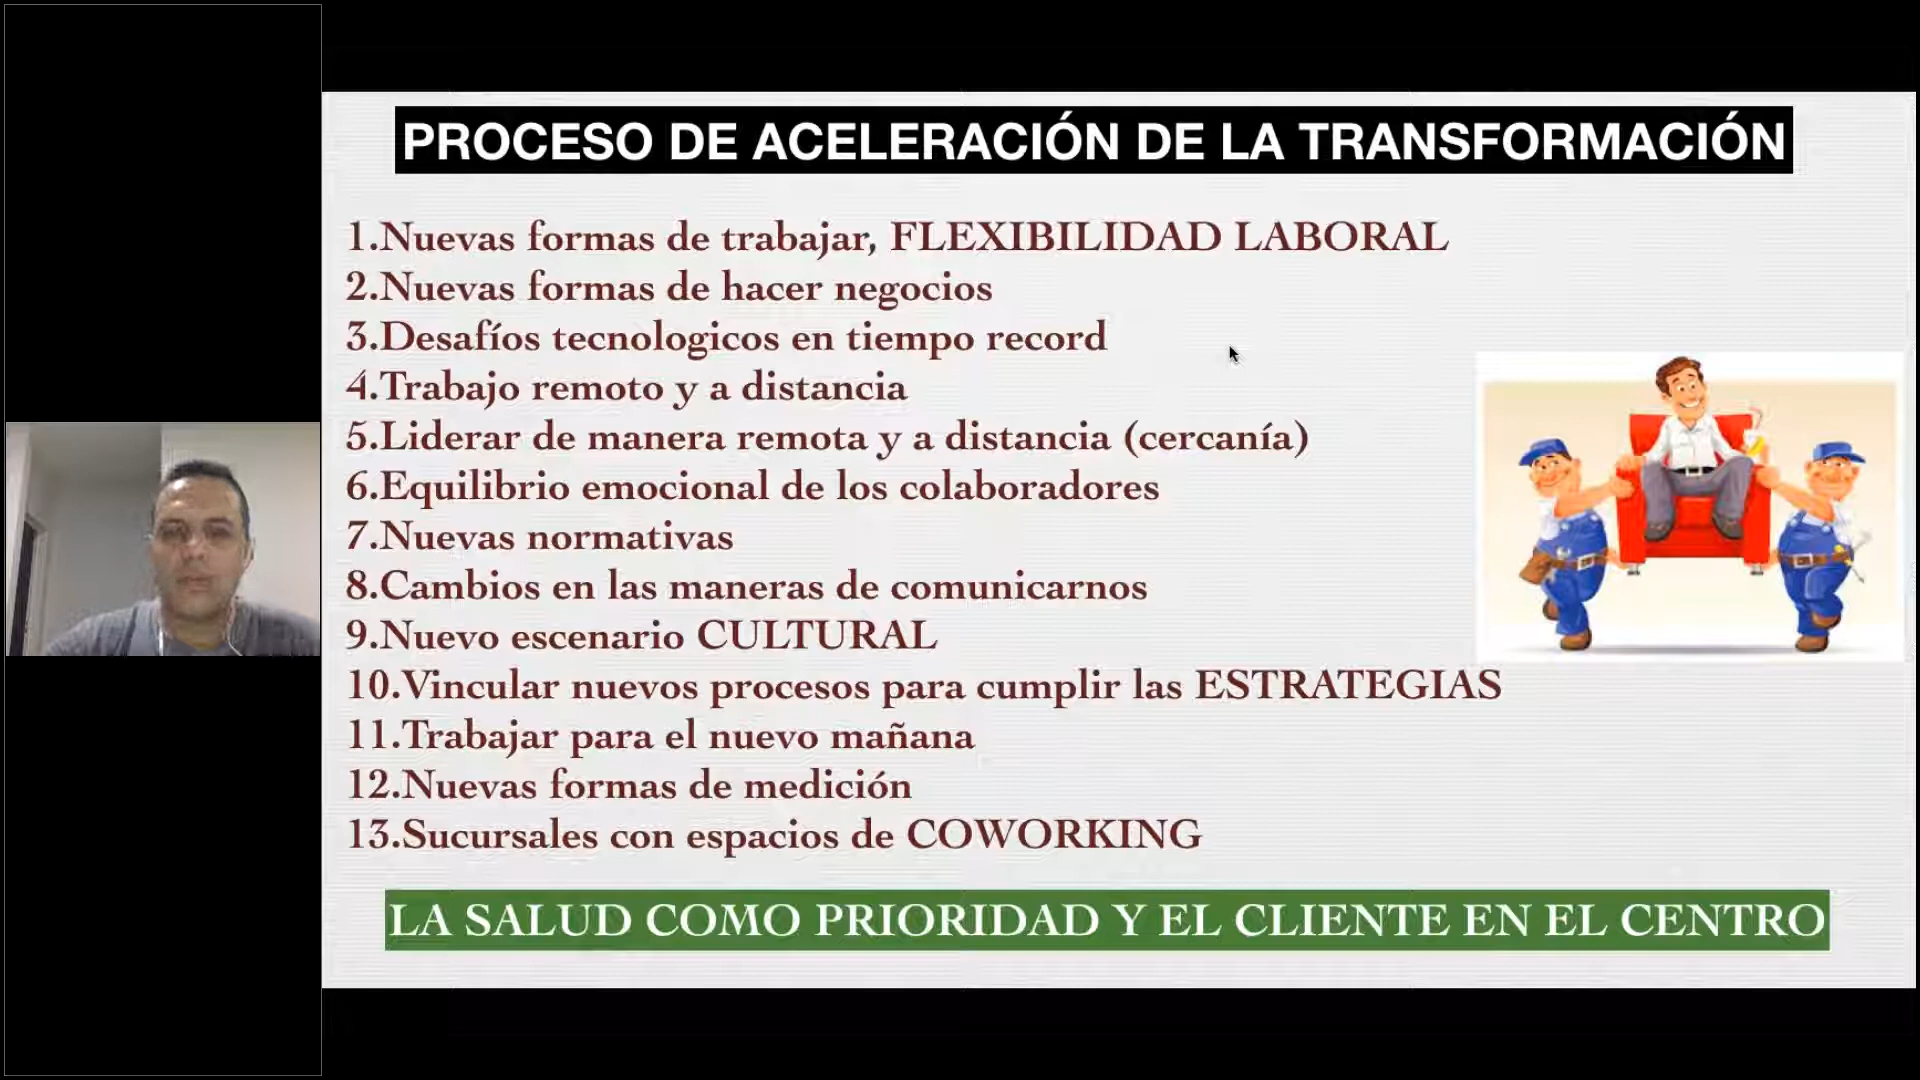 PROCESO DE ACELERACIÓN DE LA TRANSFORMACIÓN
1.Nuevas formas de trabajar, FLEXIBILIDAD LABORAL
2.Nuevas formas de hacer negocios
3.Desafíos tecnologicos en tiempo record
4.Trabajo remoto y a distancia
5.Liderar de manera remota y a distancia (cercanía)
6.Equilibrio emocional de los colaboradores
7.Nuevas normativas
8.Cambios en las maneras de comunicarnos
9.Nuevo escenario CULTURAL
10.Vincular nuevos procesos para cumplir las ESTRATEGIAS
11.Trabajar para el nuevo mañana
12.Nuevas formas de medición
13.Sucursales con espacios de COWORKING
LA SALUD COMO PRIORIDAD Y EL CLIENTE EN EL CENTRO